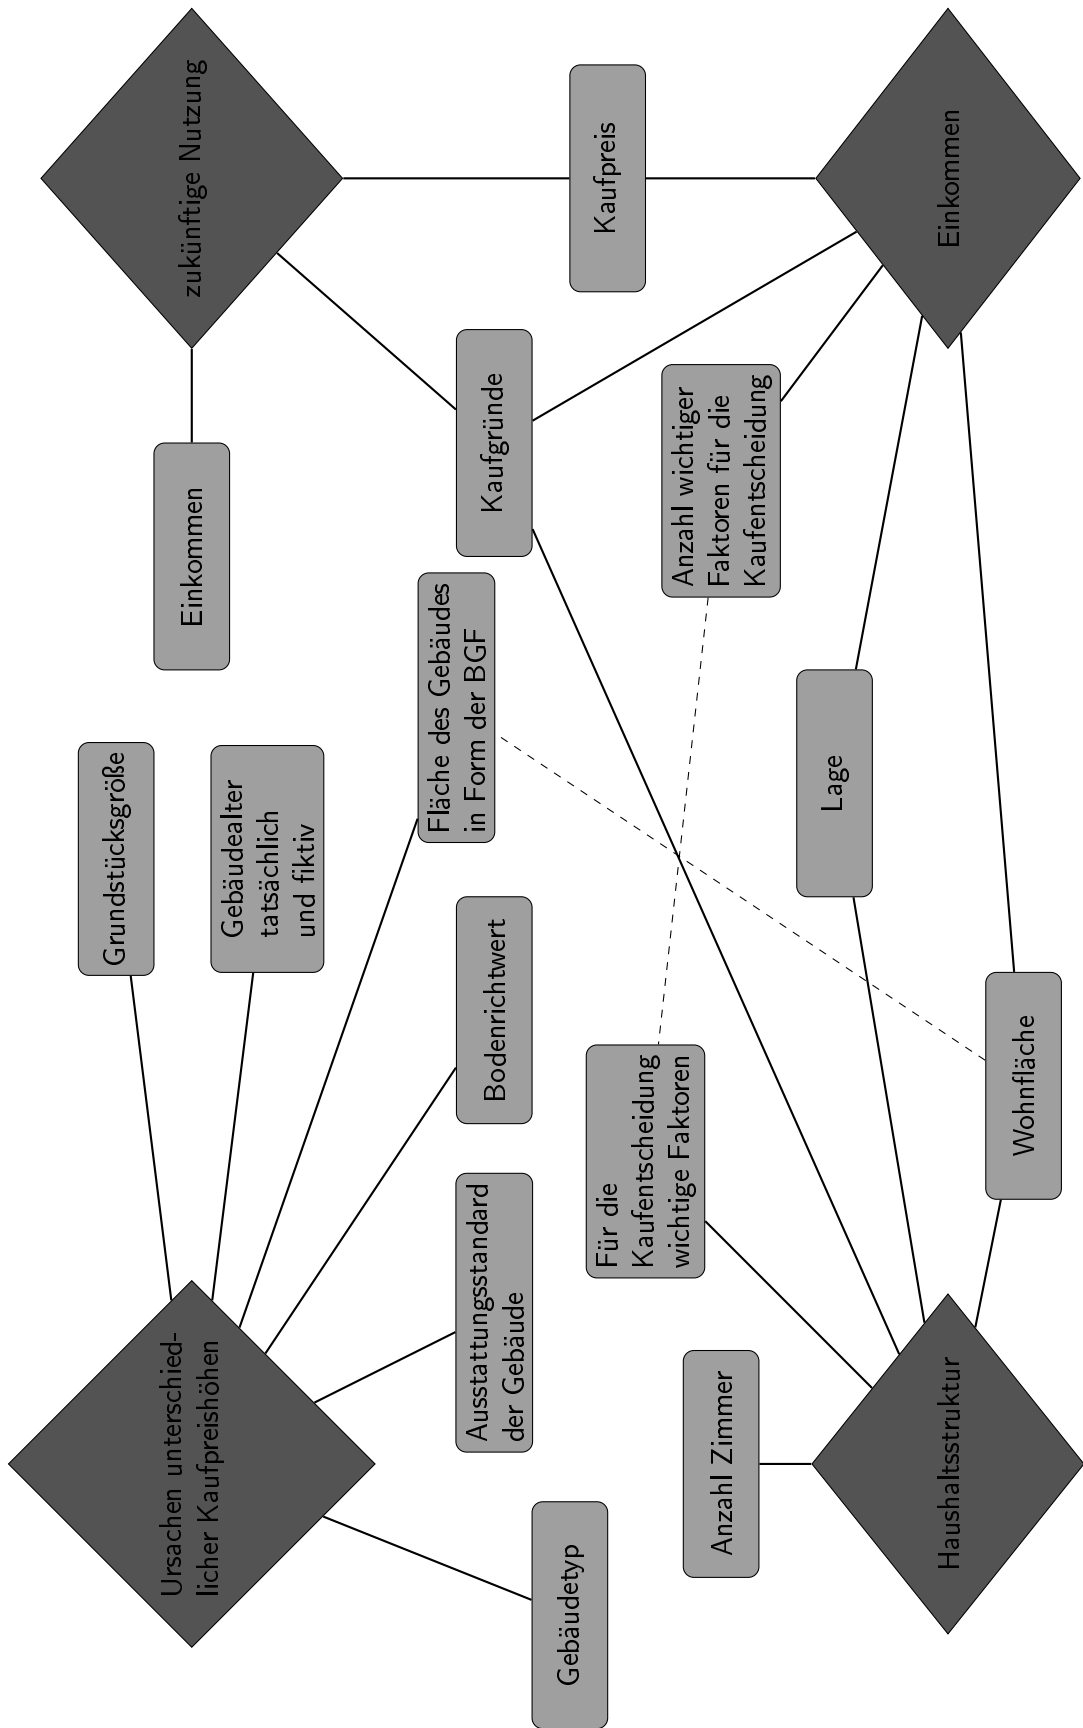 Ursachen unterschied-
licher Kaufpreishöhen
zukünftige Nutzung
Grundstücksgröße
Einkommen
Gebäudealter
tatsächlich
und fiktiv
Fläche des Gebäudes
in Form der BGF
Ausstattungsstandard
der Gebäude
Bodenrichtwert
Kaufgründe
Gebäudetyp
Kaufpreis
Für die
Kaufentscheidung
wichtige Faktoren
Anzahl wichtiger
Faktoren für die
Kaufentscheidung
Anzahl Zimmer
Lage
Haushaltsstruktur
Einkommen
Wohnfläche